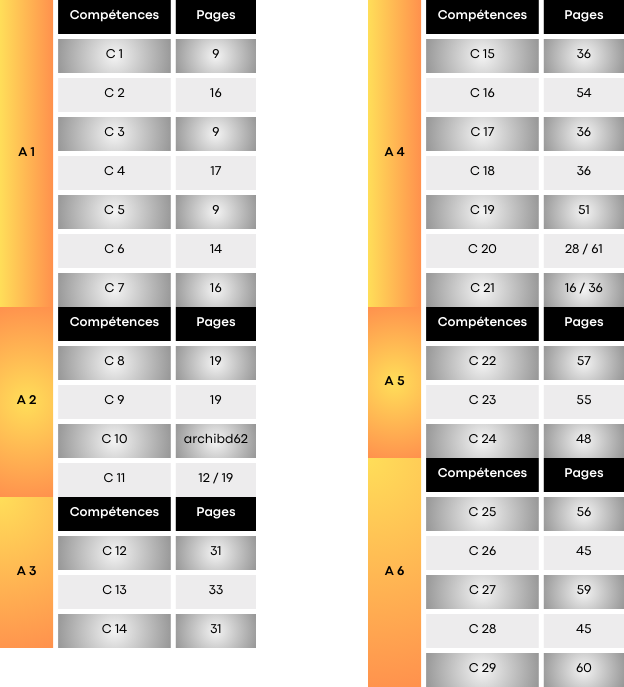 Compétences Pages
C 1 9
C 2 16
C 3 9
A 1
C 4 17
C 5 9
C 6 14
C 7 16
Compétences Pages
C 8 19
A 2
C 9 19
C 10 archibd62
C 11 12 / 19
Compétences Pages
C 12 31
A 3
C 13 33
C 14 31
Compétences Pages
C 15 36
C 16 54
C 17 36
A 4
C 18 36
C 19 51
C 20 28 / 61
C 21 16 / 36
Compétences Pages
C 22 57
A 5
C 23 55
C 24 48
Compétences Pages
C 25 56
C 26 45
A 6
C 27 59
C 28 45
C 29 60